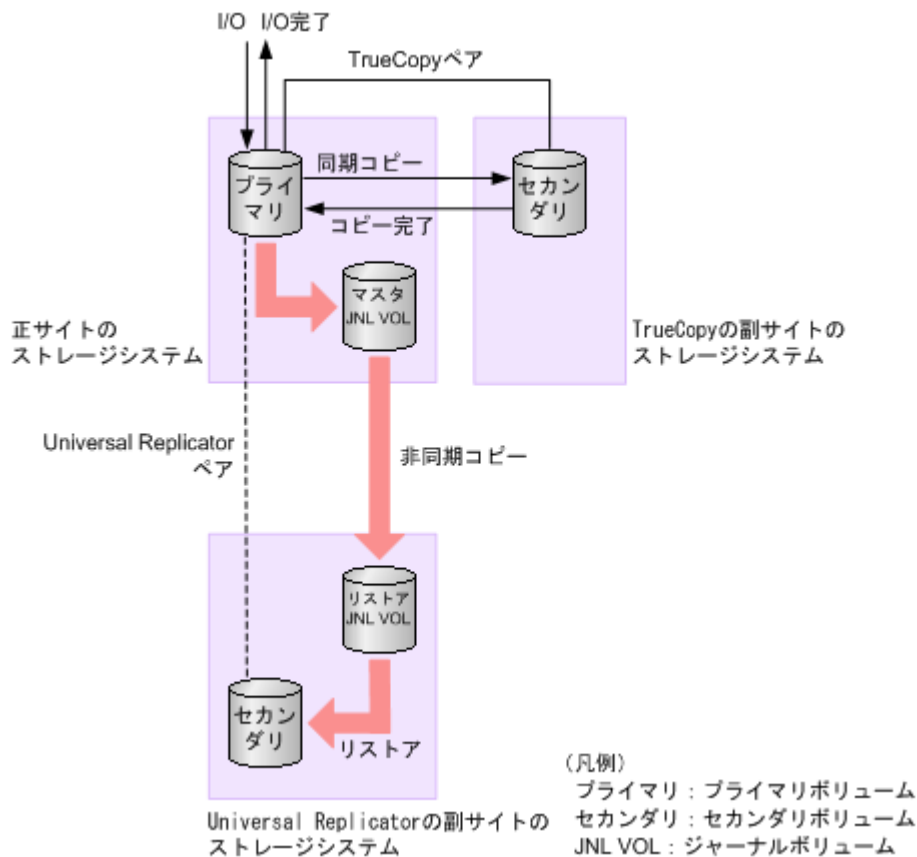 I/O I/O完了
TrueCopyペア
プライ
マリ
同期コピー
セカン
ダリ
コピー完了
マスタ
JNL VOL
正サイトの
ストレージシステム
TrueCopyの副サイトの
ストレージシステム
Universal Replicator
ペア
非同期コピー
リストア
JNL VOL
セカン
ダリ
リストア
Universal Replicatorの副サイトの
ストレージシステム
（凡例）
プライマリ：プライマリボリューム
セカンダリ：セカンダリボリューム
JNL VOL：ジャーナルボリューム